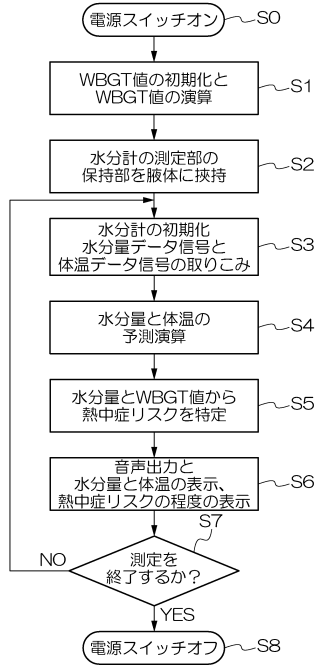 電源スイッチオン
S0
WBGT値の初期化と
WBGT値の演算
S1
水分計の測定部の
保持部を腋体に挾持
S2
水分計の初期化
水分量データ信号と
体温データ信号の取りこみ
S3
水分量と体温の
予測演算
S4
水分量とWBGT値から
熱中症リスクを特定
S5
音声出力と
水分量と体温の表示、
熱中症リスクの程度の表示
S6
S7
測定を
終了するか？
NO
YES
電源スイッチオフ
S8